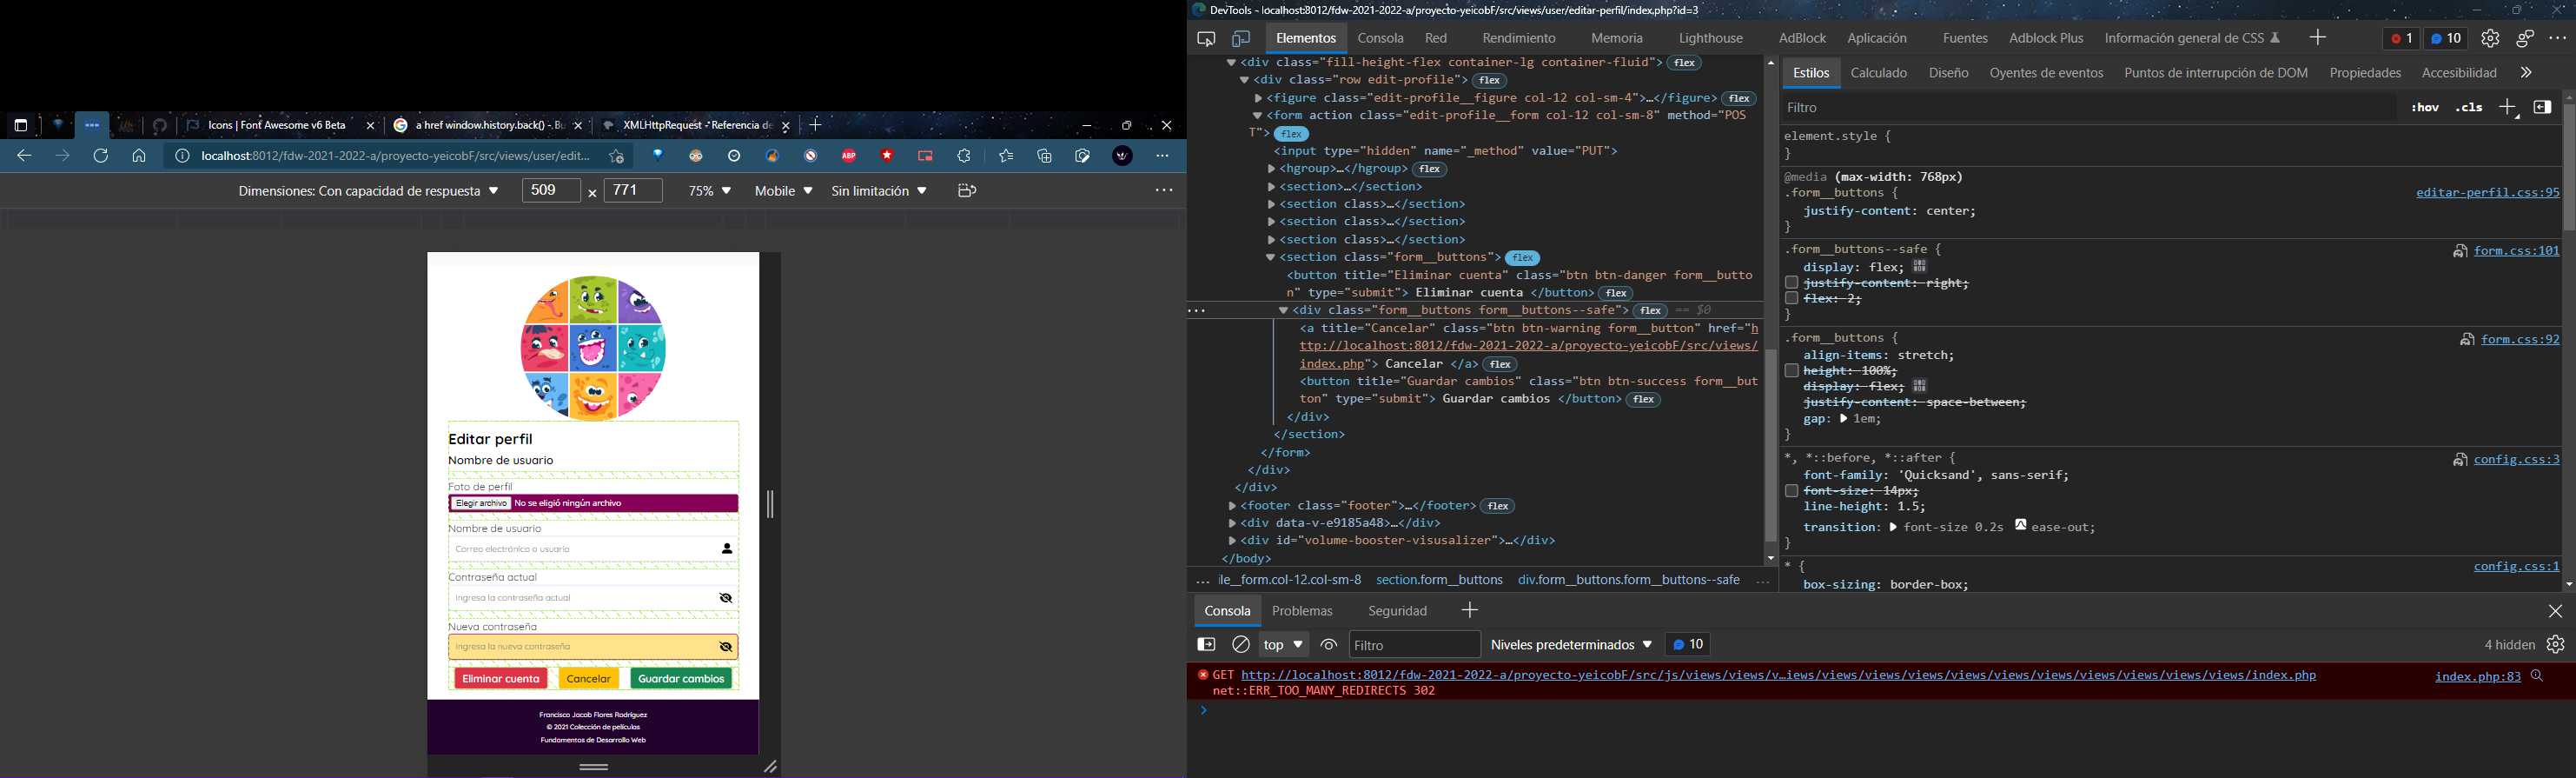 DevTools - localhost:8012/fdw-2021-2022-a/proyecto-yeicobF/src/views/user/editar-perfil/index.php?id=3
Icons | Font Awesome v6 Beta
a href window.history.back() - Bu
XMLHttpRequest - Referencia de
localhost:8012/fdw-2021-2022-a/proyecto-yeicobF/src/views/user/edit...
ABP
Dimensiones: Con capacidad de respuesta ▼ 509 × 771 75% ▼ Mobile ▼ Sin limitación ▼
Editar perfil
Nombre de usuario
Foto de perfil
Elegir archivo No se eligió ningún archivo
Nombre de usuario
Correo electrónico o usuario
Contraseña actual
Ingresa la contraseña actual
Nueva contraseña
Ingresa la nueva contraseña
Eliminar cuenta Cancelar Guardar cambios
Francisco Jacob Flores Rodríguez
© 2021 Colección de películas
Fundamentos de Desarrollo Web
Elementos Consola Red Rendimiento Memoria Lighthouse AdBlock Aplicación Fuentes Adblock Plus Información general de CSS 1 10
<div class="fill-height-flex container-lg container-fluid"> flex
<div class="row edit-profile"> flex
<figure class="edit-profile__figure col-12 col-sm-4">…</figure> flex
<form action class="edit-profile__form col-12 col-sm-8" method="POS
T"> flex
<input type="hidden" name="_method" value="PUT">
<hgroup>…</hgroup> flex
<section>…</section>
<section class>…</section>
<section class>…</section>
<section class>…</section>
<section class="form__buttons"> flex
<button title="Eliminar cuenta" class="btn btn-danger form__butto
n" type="submit"> Eliminar cuenta </button> flex
<div class="form__buttons form__buttons--safe"> flex == $0
<a title="Cancelar" class="btn btn-warning form__button" href="h
ttp://localhost:8012/fdw-2021-2022-a/proyecto-yeicobF/src/views/
index.php"> Cancelar </a> flex
<button title="Guardar cambios" class="btn btn-success form__but
ton" type="submit"> Guardar cambios </button> flex
</div>
</section>
</form>
</div>
</div>
<footer class="footer">…</footer> flex
<div data-v-e9185a48>…</div>
<div id="volume-booster-visusalizer">…</div>
</body>
... ile__form.col-12.col-sm-8 section.form__buttons div.form__buttons.form__buttons--safe ...
Estilos Calculado Diseño Oyentes de eventos Puntos de interrupción de DOM Propiedades Accesibilidad
Filtro :hov .cls
element.style {
}
@media (max-width: 768px)
.form__buttons { editar-perfil.css:95
justify-content: center;
}
.form__buttons--safe { form.css:101
display: flex;
justify-content: right;
flex: 2;
}
.form__buttons { form.css:92
align-items: stretch;
height: 100%;
display: flex;
justify-content: space-between;
gap: 1em;
}
*, *::before, *::after { config.css:3
font-family: 'Quicksand', sans-serif;
font-size: 14px;
line-height: 1.5;
transition: font-size 0.2s ease-out;
}
* { config.css:1
box-sizing: border-box;
Consola Problemas Seguridad
top ▼ Filtro Niveles predeterminados ▼ 10 4 hidden
GET http://localhost:8012/fdw-2021-2022-a/proyecto-yeicobF/src/js/views/views/v…iews/views/views/views/views/views/views/views/views/views/views/index.php index.php:83
net::ERR_TOO_MANY_REDIRECTS 302